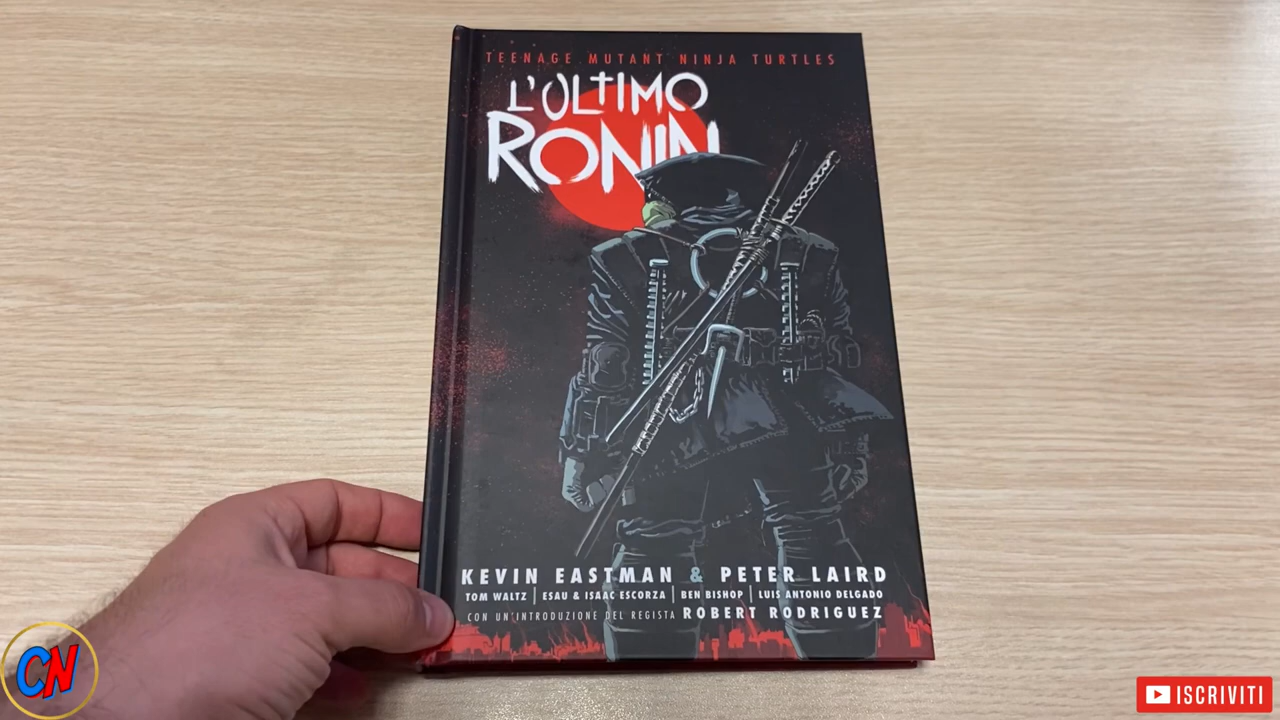 TEENAGE MUTANT NINJA TURTLES
L'ULTIMO
RONIN
KEVIN EASTMAN & PETER LAIRD
TOM WALTZ | ESAU & ISAAC ESCORZA | BEN BISHOP | LUIS ANTONIO DELGADO
CON UN'INTRODUZIONE DEL REGISTA ROBERT RODRIGUEZ
CN
ISCRIVITI